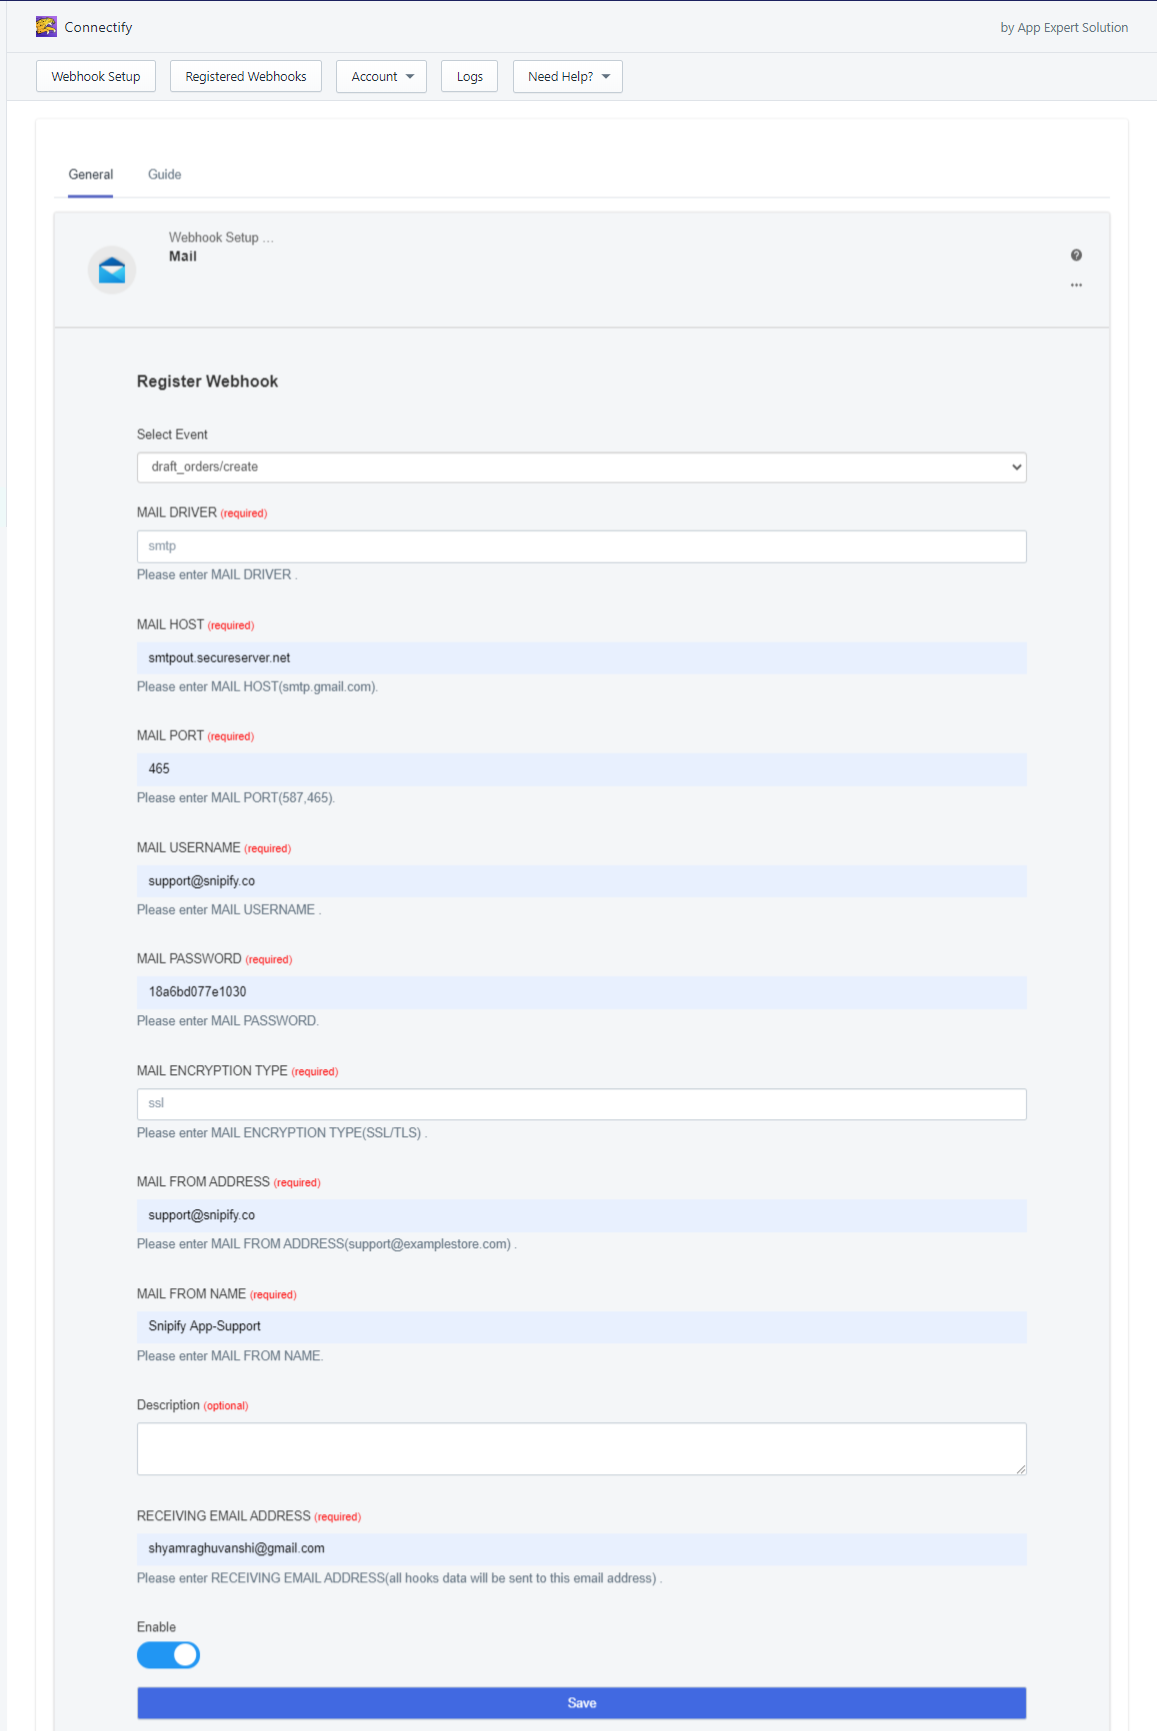 Connectify
by App Expert Solution
Webhook Setup
Registered Webhooks
Account
Logs
Need Help?
General
Guide
Webhook Setup ...
Mail
Register Webhook
Select Event
draft_orders/create
MAIL DRIVER (required)
smtp
Please enter MAIL DRIVER .
MAIL HOST (required)
smtpout.secureserver.net
Please enter MAIL HOST(smtp.gmail.com).
MAIL PORT (required)
465
Please enter MAIL PORT(587,465).
MAIL USERNAME (required)
support@snipify.co
Please enter MAIL USERNAME .
MAIL PASSWORD (required)
18a6bd077e1030
Please enter MAIL PASSWORD.
MAIL ENCRYPTION TYPE (required)
ssl
Please enter MAIL ENCRYPTION TYPE(SSL/TLS) .
MAIL FROM ADDRESS (required)
support@snipify.co
Please enter MAIL FROM ADDRESS(support@examplestore.com) .
MAIL FROM NAME (required)
Snipify App-Support
Please enter MAIL FROM NAME.
Description (optional)
RECEIVING EMAIL ADDRESS (required)
shyamraghuvanshi@gmail.com
Please enter RECEIVING EMAIL ADDRESS(all hooks data will be sent to this email address) .
Enable
Save